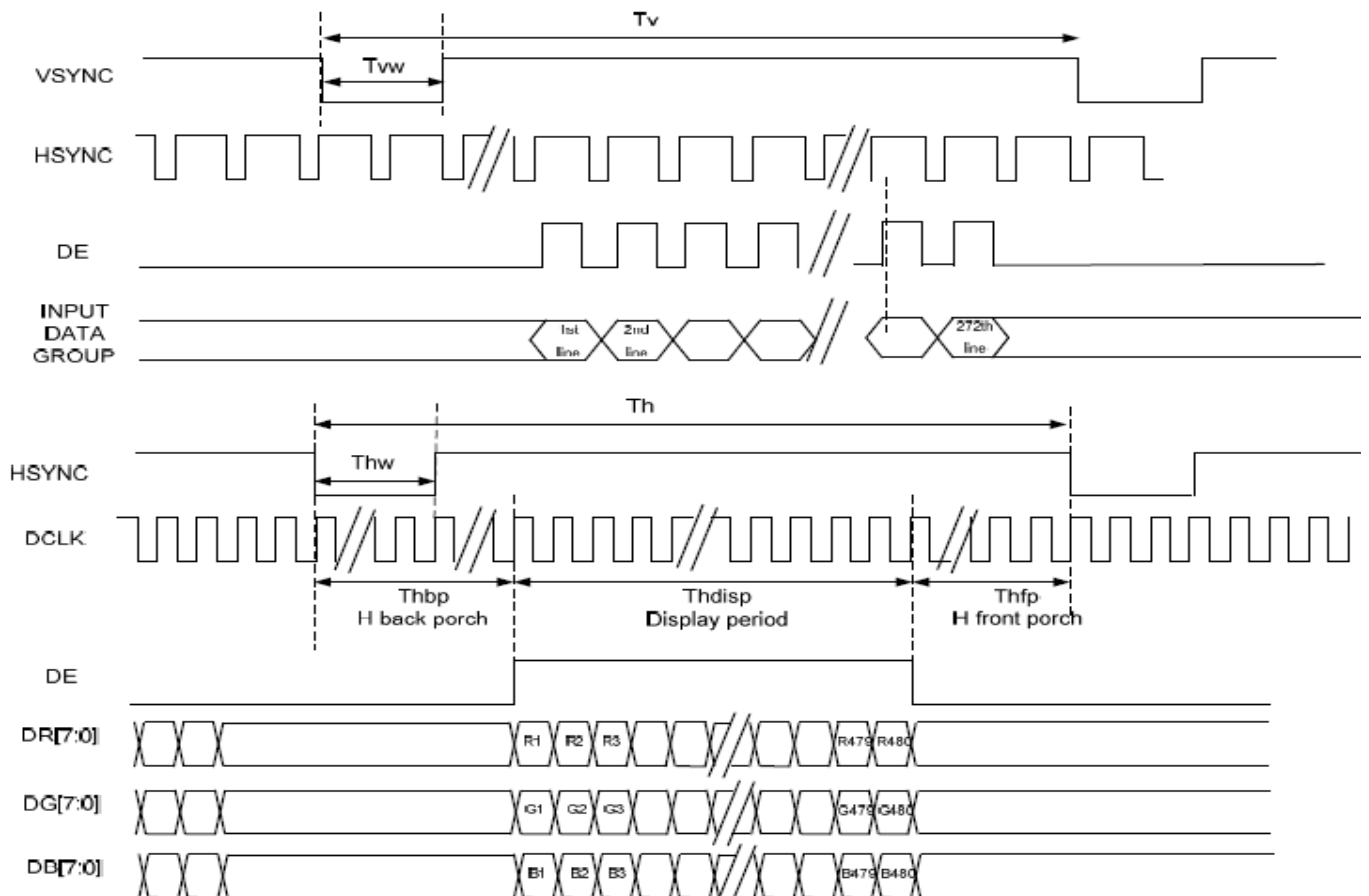 Tv
VSYNC
Tvw
HSYNC
DE
INPUT
DATA
GROUP
1st
line
2nd
line
272th
line
Th
HSYNC
Thw
DCLK
Thbp
H back porch
Thdisp
Display period
Thfp
H front porch
DE
DR[7:0]
R1 R2 R3 R479 R480
DG[7:0]
G1 G2 G3 G479 G480
DB[7:0]
B1 B2 B3 B479 B480